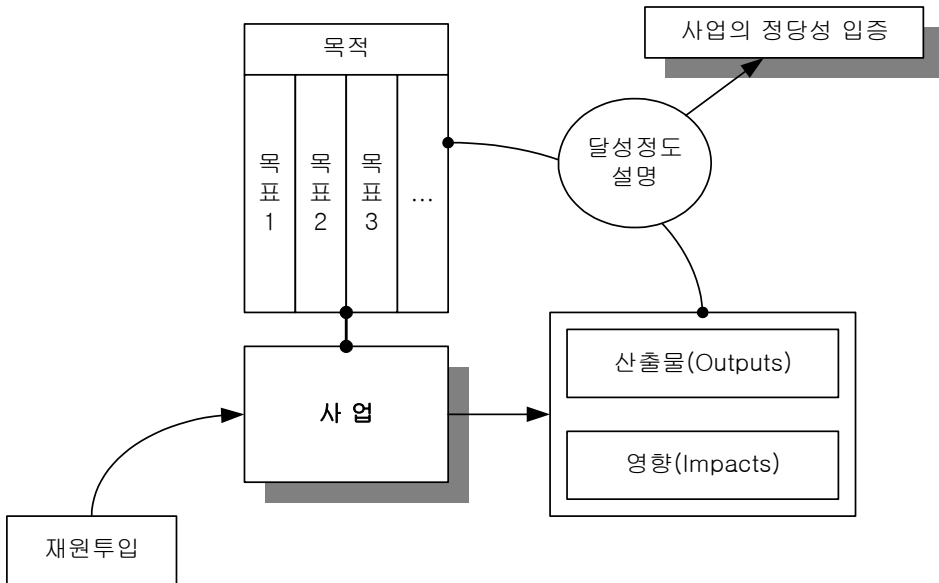 목적
사업의 정당성 입증
목표1
목표2
목표3
...
달성정도
설명
산출물(Outputs)
사 업
영향(Impacts)
재원투입